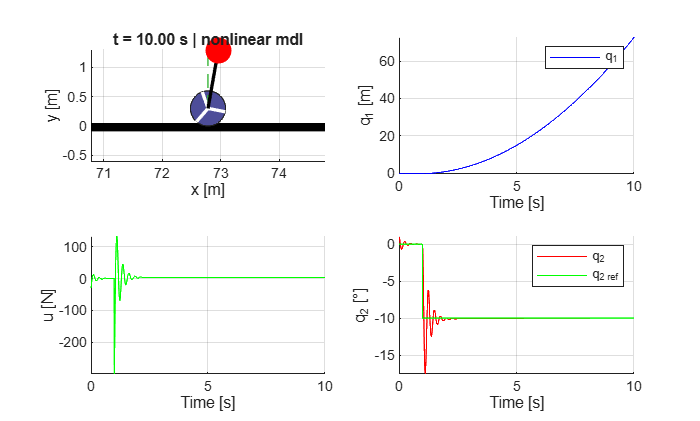 t = 10.00 s | nonlinear mdl
y [m]
1
0.5
0
-0.5
71
72
73
74
x [m]
q₁ [m]
60
40
20
0
0
5
10
Time [s]
q₁
u [N]
100
0
-100
-200
0
5
10
Time [s]
q₂ [°]
0
-5
-10
-15
0
5
10
Time [s]
q₂
q₂ ref